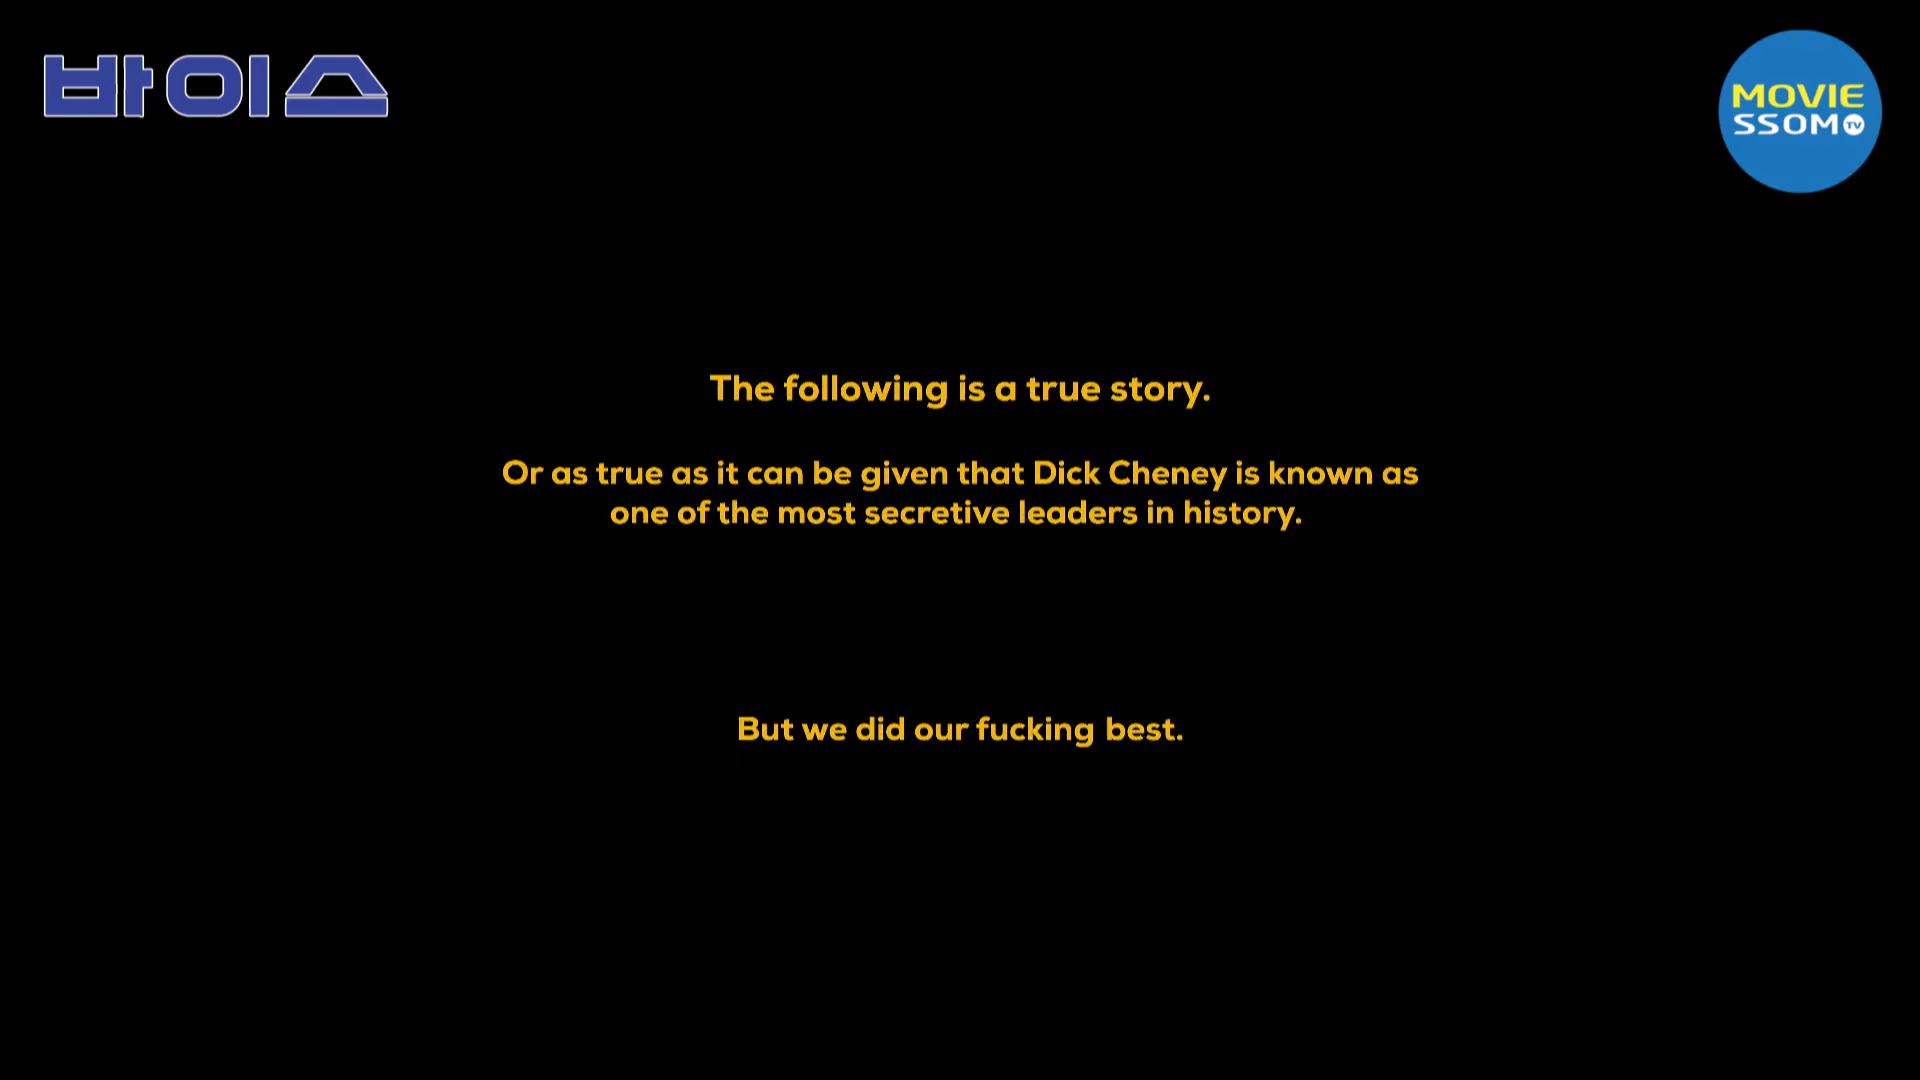 바이스
MOVIE
SSOM TV
The following is a true story.
Or as true as it can be given that Dick Cheney is known as
one of the most secretive leaders in history.
But we did our fucking best.